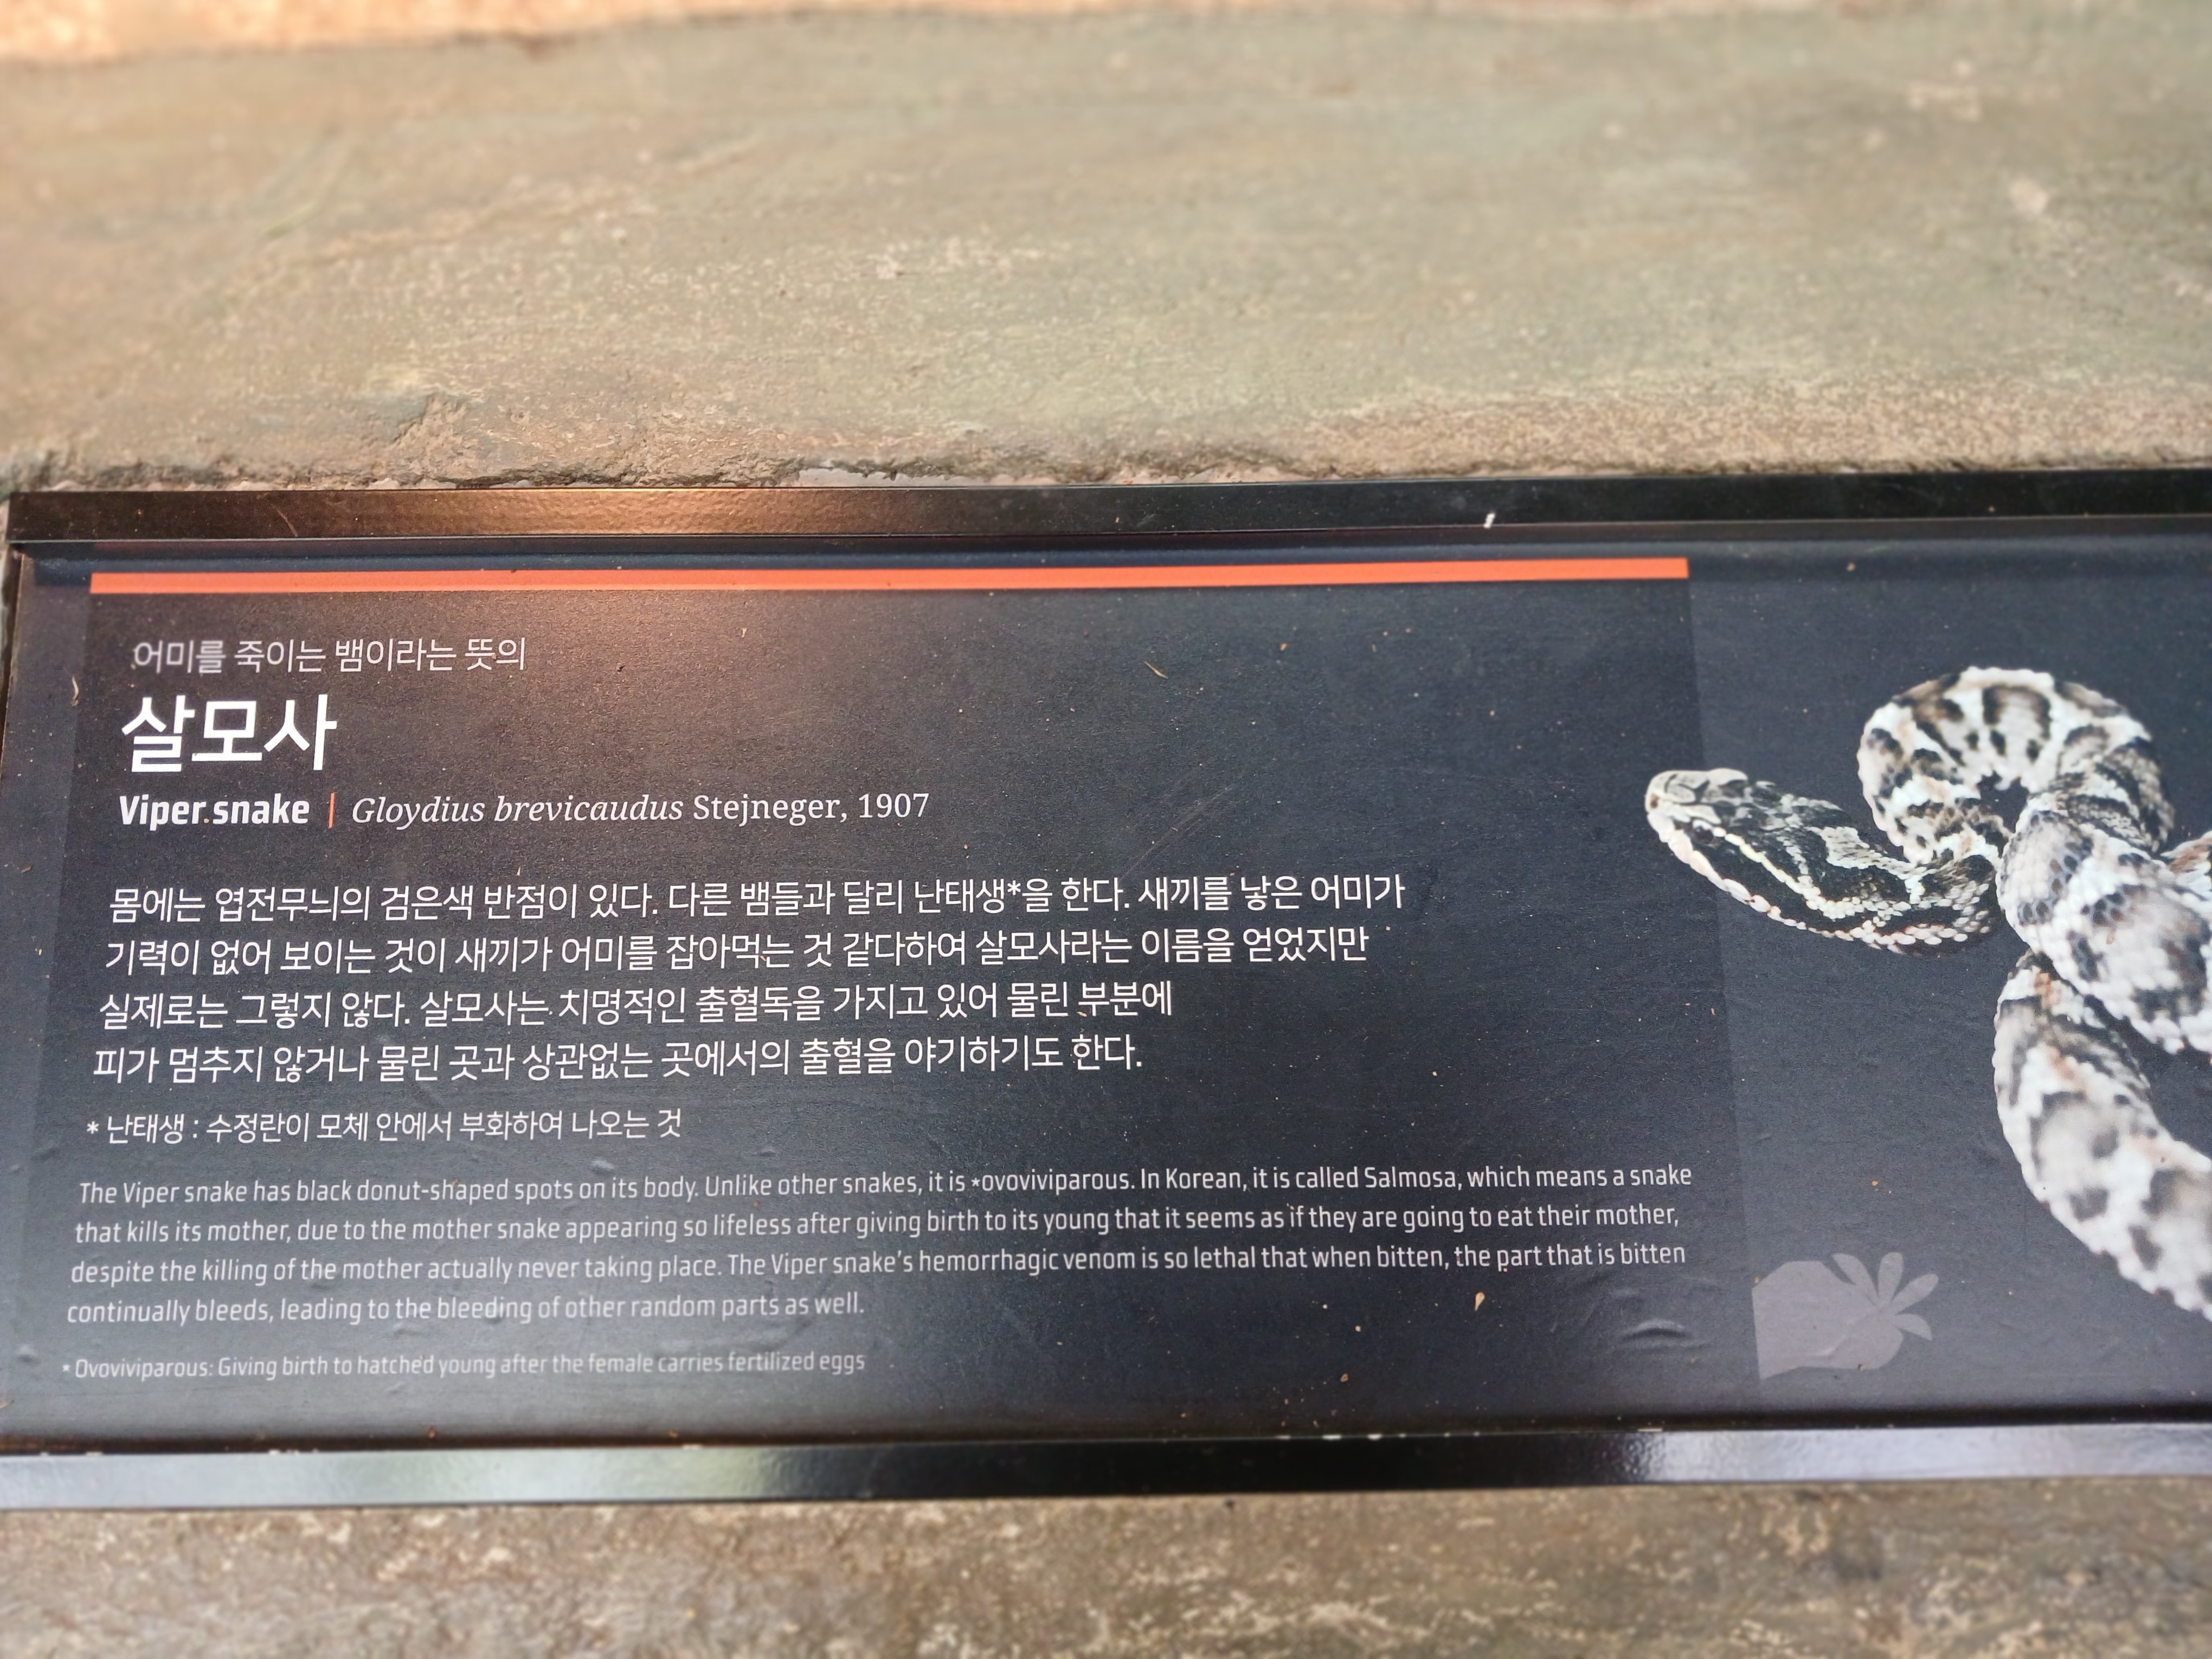 어미를 죽이는 뱀이라는 뜻의
살모사
Viper snake | Gloydius brevicaudus Stejneger, 1907
몸에는 엽전무늬의 검은색 반점이 있다. 다른 뱀들과 달리 난태생*을 한다. 새끼를 낳은 어미가
기력이 없어 보이는 것이 새끼가 어미를 잡아먹는 것 같다하여 살모사라는 이름을 얻었지만
실제로는 그렇지 않다. 살모사는 치명적인 출혈독을 가지고 있어 물린 부분에
피가 멈추지 않거나 물린 곳과 상관없는 곳에서의 출혈을 야기하기도 한다.
* 난태생 : 수정란이 모체 안에서 부화하여 나오는 것
The Viper snake has black donut-shaped spots on its body. Unlike other snakes, it is *ovoviviparous. In Korean, it is called Salmosa, which means a snake
that kills its mother, due to the mother snake appearing so lifeless after giving birth to its young that it seems as if they are going to eat their mother,
despite the killing of the mother actually never taking place. The Viper snake's hemorrhagic venom is so lethal that when bitten, the part that is bitten
continually bleeds, leading to the bleeding of other random parts as well.
* Ovoviviparous: Giving birth to hatched young after the female carries fertilized eggs